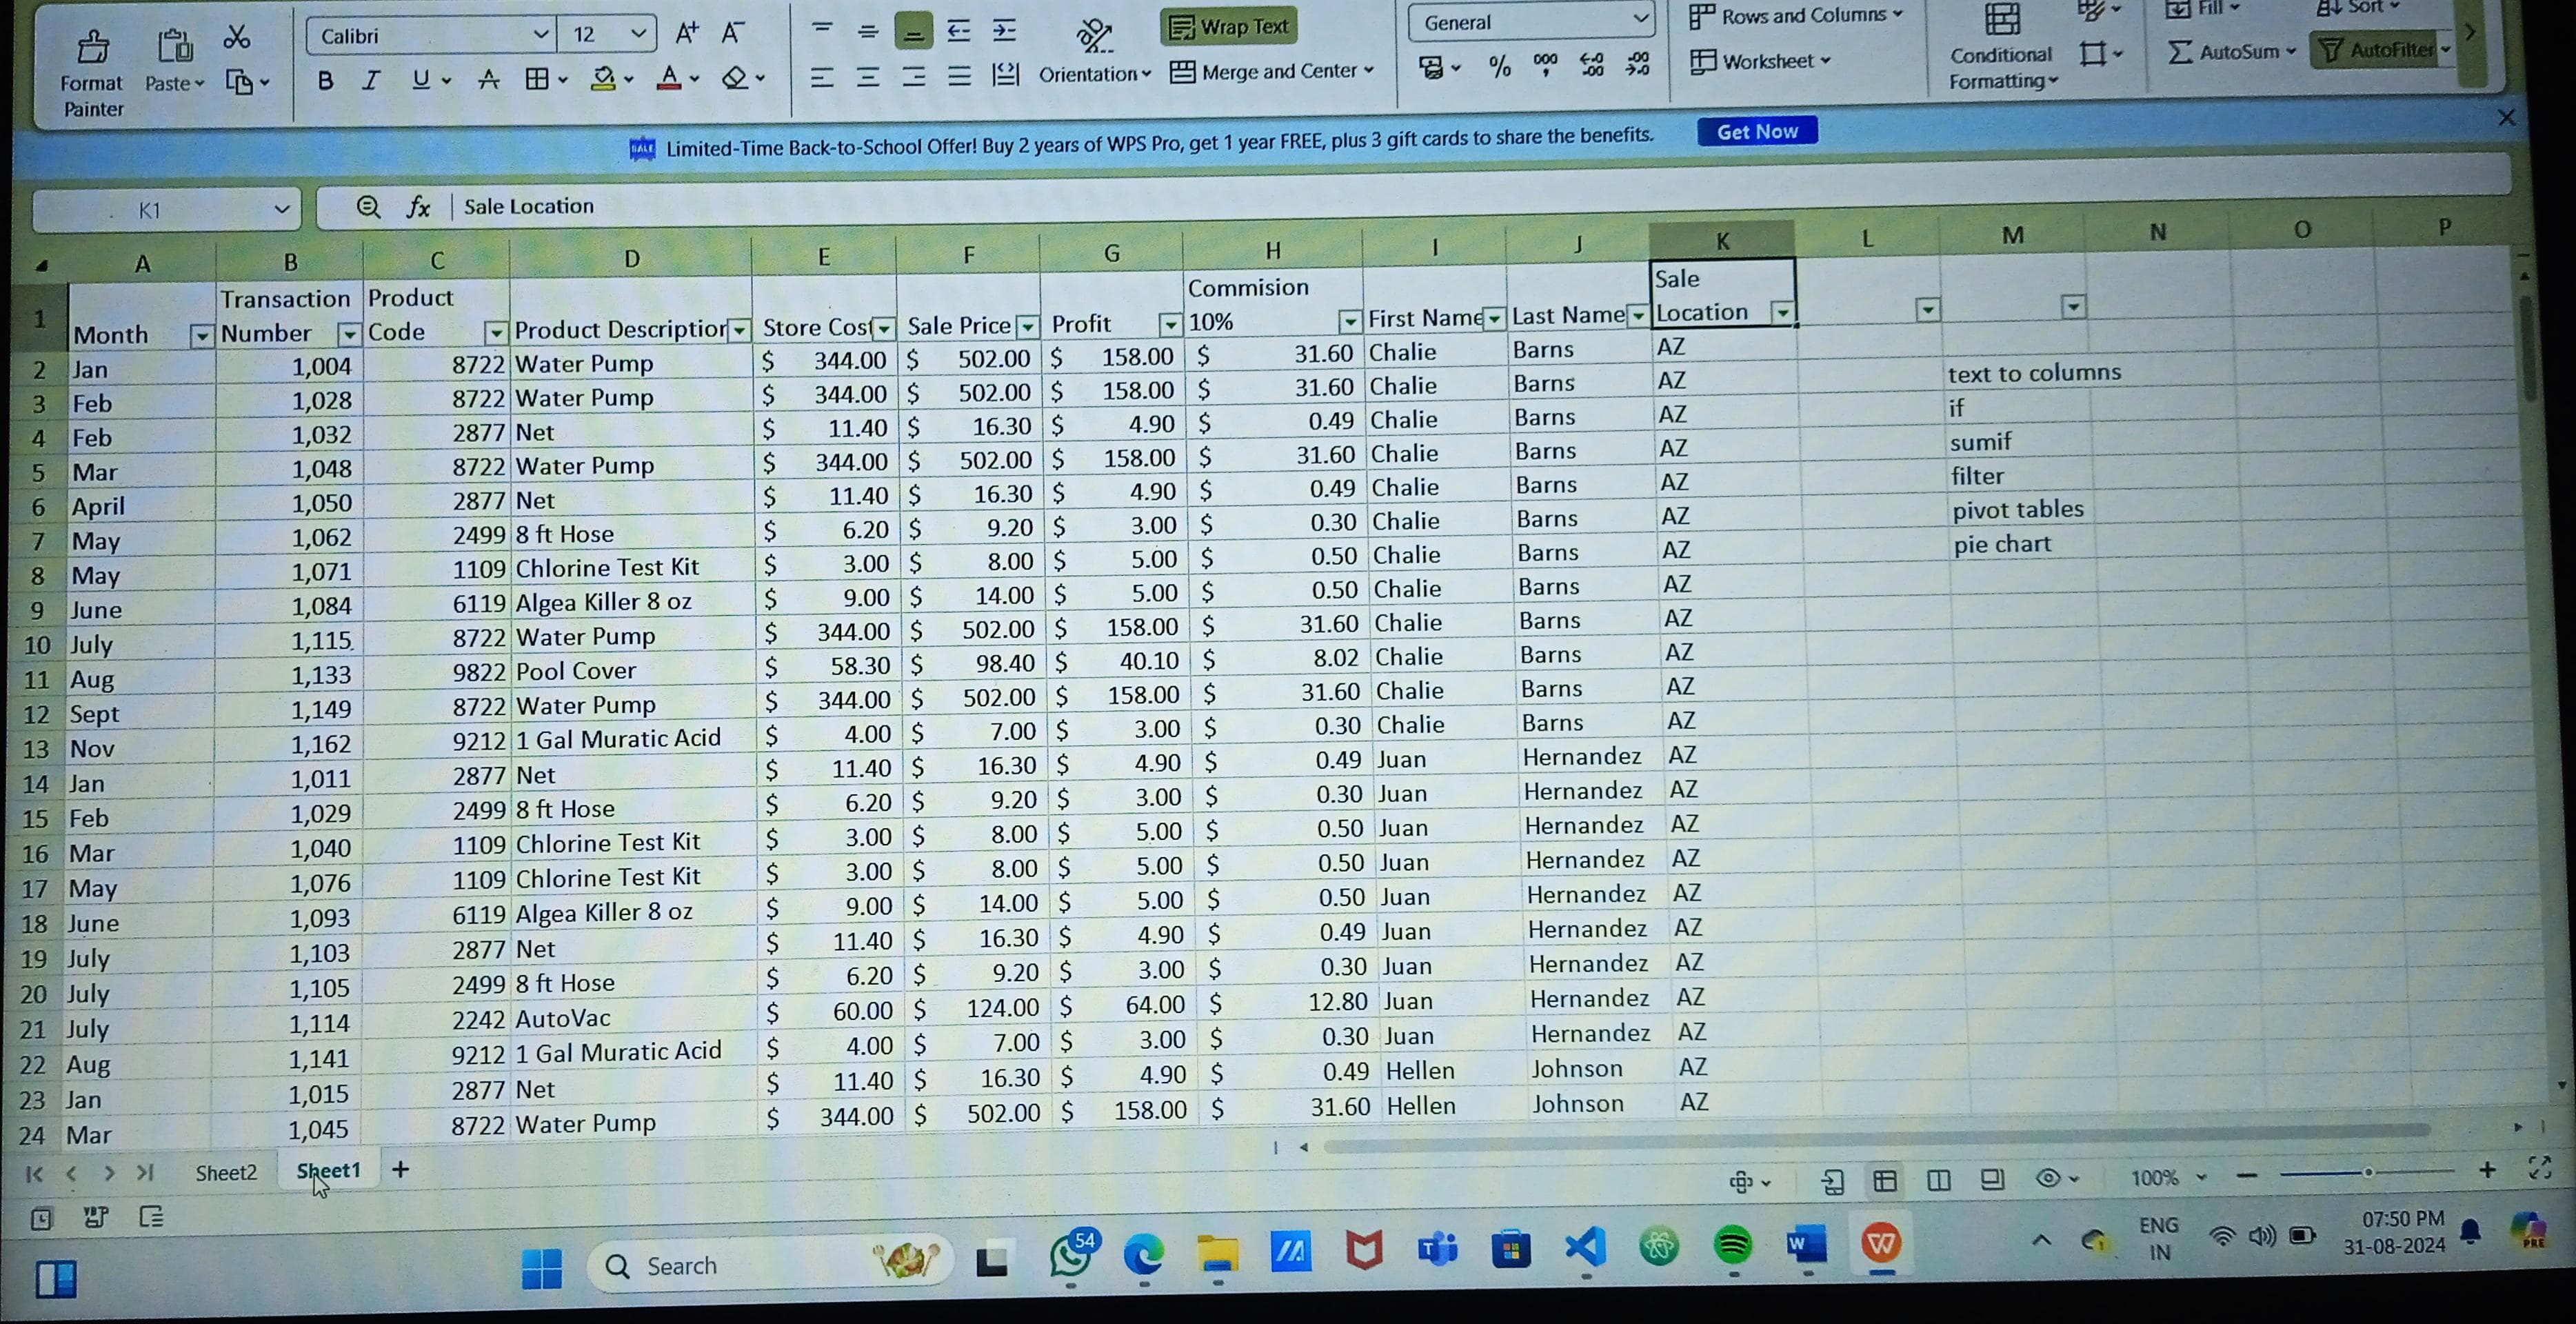 Calibri 12 A+ A- Wrap Text General Rows and Columns Fill Sort
Format Painter Paste B I U A Orientation Merge and Center % 000 Worksheet Conditional Formatting AutoSum AutoFilter
SALE Limited-Time Back-to-School Offer! Buy 2 years of WPS Pro, get 1 year FREE, plus 3 gift cards to share the benefits. Get Now
K1 fx Sale Location
A B C D E F G H I J K L M N O P
1 Month Transaction Number Product Code Product Description Store Cost Sale Price Profit Commision 10% First Name Last Name Sale Location
2 Jan 1,004 8722 Water Pump $ 344.00 $ 502.00 $ 158.00 $ 31.60 Chalie Barns AZ
3 Feb 1,028 8722 Water Pump $ 344.00 $ 502.00 $ 158.00 $ 31.60 Chalie Barns AZ text to columns
4 Feb 1,032 2877 Net $ 11.40 $ 16.30 $ 4.90 $ 0.49 Chalie Barns AZ if
5 Mar 1,048 8722 Water Pump $ 344.00 $ 502.00 $ 158.00 $ 31.60 Chalie Barns AZ sumif
6 April 1,050 2877 Net $ 11.40 $ 16.30 $ 4.90 $ 0.49 Chalie Barns AZ filter
7 May 1,062 2499 8 ft Hose $ 6.20 $ 9.20 $ 3.00 $ 0.30 Chalie Barns AZ pivot tables
8 May 1,071 1109 Chlorine Test Kit $ 3.00 $ 8.00 $ 5.00 $ 0.50 Chalie Barns AZ pie chart
9 June 1,084 6119 Algea Killer 8 oz $ 9.00 $ 14.00 $ 5.00 $ 0.50 Chalie Barns AZ
10 July 1,115 8722 Water Pump $ 344.00 $ 502.00 $ 158.00 $ 31.60 Chalie Barns AZ
11 Aug 1,133 9822 Pool Cover $ 58.30 $ 98.40 $ 40.10 $ 8.02 Chalie Barns AZ
12 Sept 1,149 8722 Water Pump $ 344.00 $ 502.00 $ 158.00 $ 31.60 Chalie Barns AZ
13 Nov 1,162 9212 1 Gal Muratic Acid $ 4.00 $ 7.00 $ 3.00 $ 0.30 Chalie Barns AZ
14 Jan 1,011 2877 Net $ 11.40 $ 16.30 $ 4.90 $ 0.49 Juan Hernandez AZ
15 Feb 1,029 2499 8 ft Hose $ 6.20 $ 9.20 $ 3.00 $ 0.30 Juan Hernandez AZ
16 Mar 1,040 1109 Chlorine Test Kit $ 3.00 $ 8.00 $ 5.00 $ 0.50 Juan Hernandez AZ
17 May 1,076 1109 Chlorine Test Kit $ 3.00 $ 8.00 $ 5.00 $ 0.50 Juan Hernandez AZ
18 June 1,093 6119 Algea Killer 8 oz $ 9.00 $ 14.00 $ 5.00 $ 0.50 Juan Hernandez AZ
19 July 1,103 2877 Net $ 11.40 $ 16.30 $ 4.90 $ 0.49 Juan Hernandez AZ
20 July 1,105 2499 8 ft Hose $ 6.20 $ 9.20 $ 3.00 $ 0.30 Juan Hernandez AZ
21 July 1,114 2242 AutoVac $ 60.00 $ 124.00 $ 64.00 $ 12.80 Juan Hernandez AZ
22 Aug 1,141 9212 1 Gal Muratic Acid $ 4.00 $ 7.00 $ 3.00 $ 0.30 Juan Hernandez AZ
23 Jan 1,015 2877 Net $ 11.40 $ 16.30 $ 4.90 $ 0.49 Hellen Johnson AZ
24 Mar 1,045 8722 Water Pump $ 344.00 $ 502.00 $ 158.00 $ 31.60 Hellen Johnson AZ
Sheet2 Sheet1 + 100%
Search 54 ENG IN 07:50 PM 31-08-2024 PRE